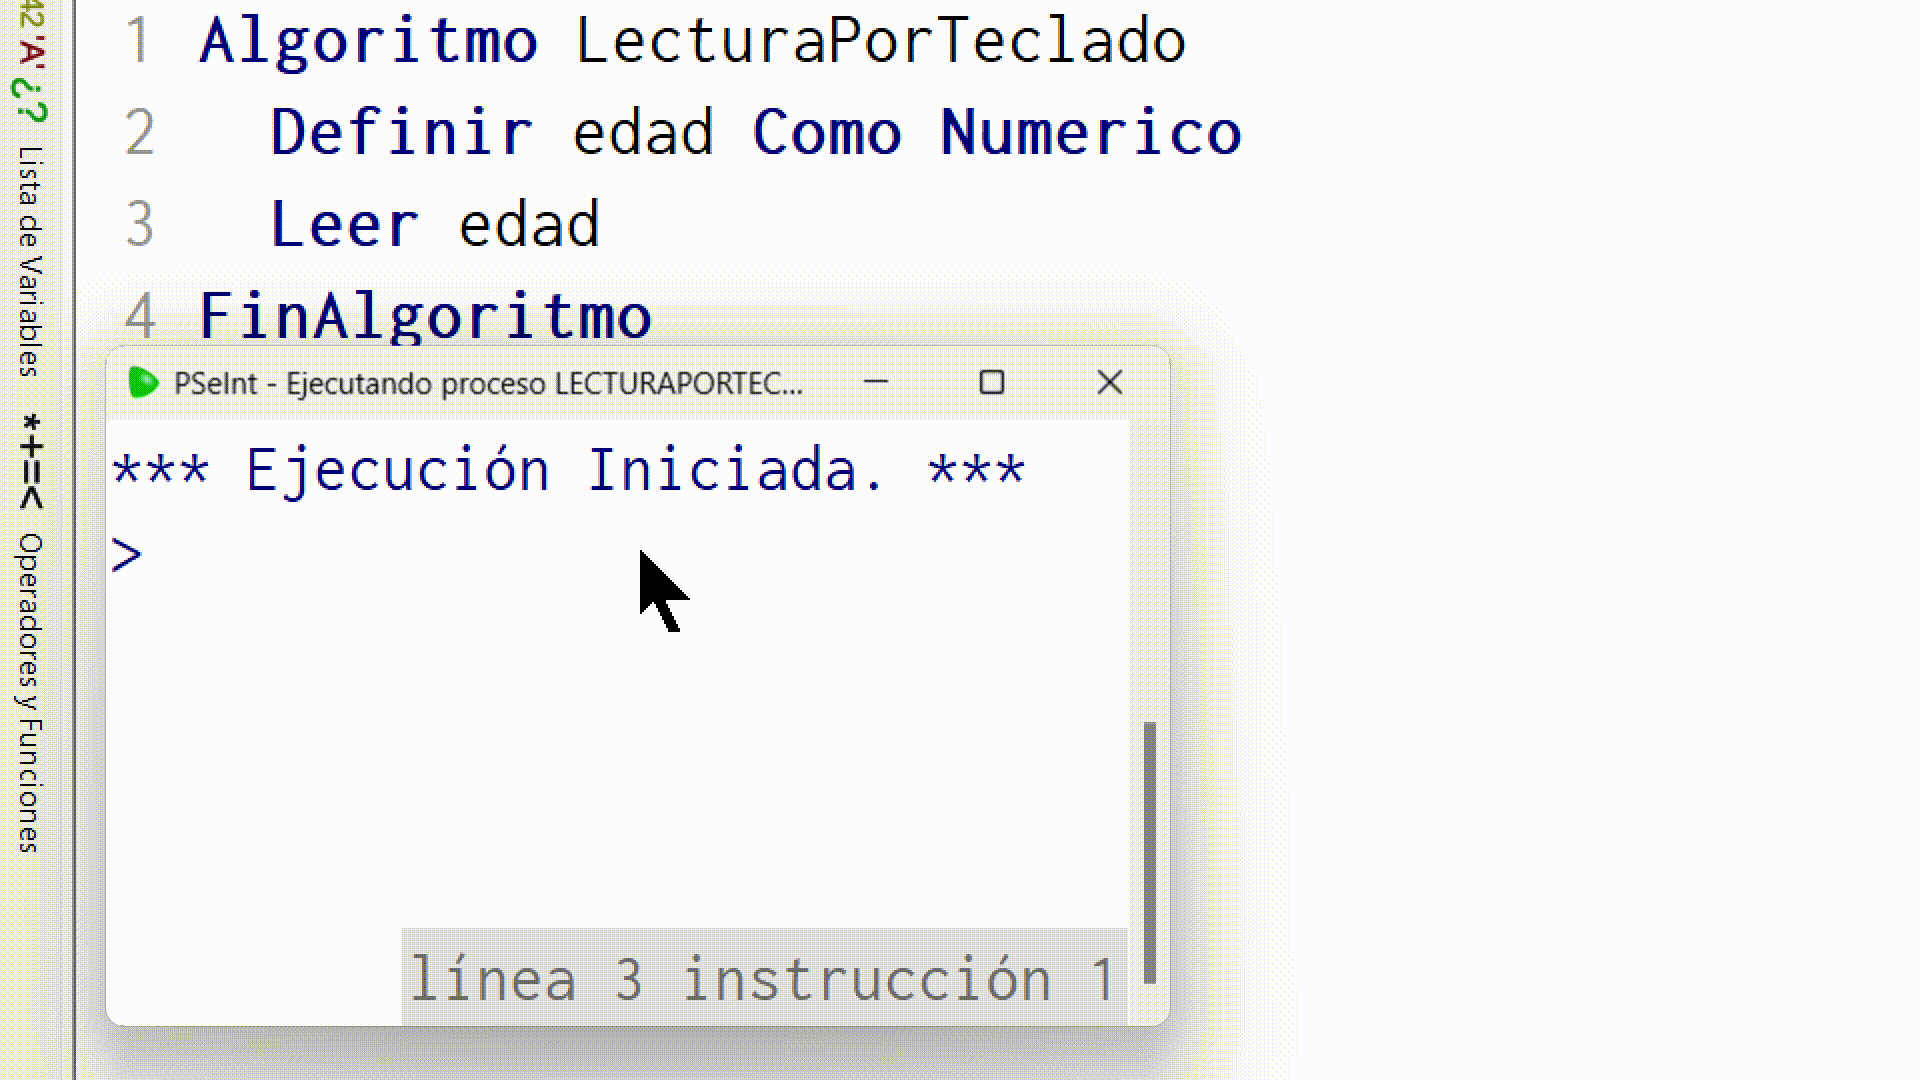 42 'A' ¿? Lista de Variables *+=< Operadores y Funciones
1 Algoritmo LecturaPorTeclado
2 Definir edad Como Numerico
3 Leer edad
4 FinAlgoritmo
PSeInt - Ejecutando proceso LECTURAPORTEC...
*** Ejecución Iniciada. ***
>
línea 3 instrucción 1